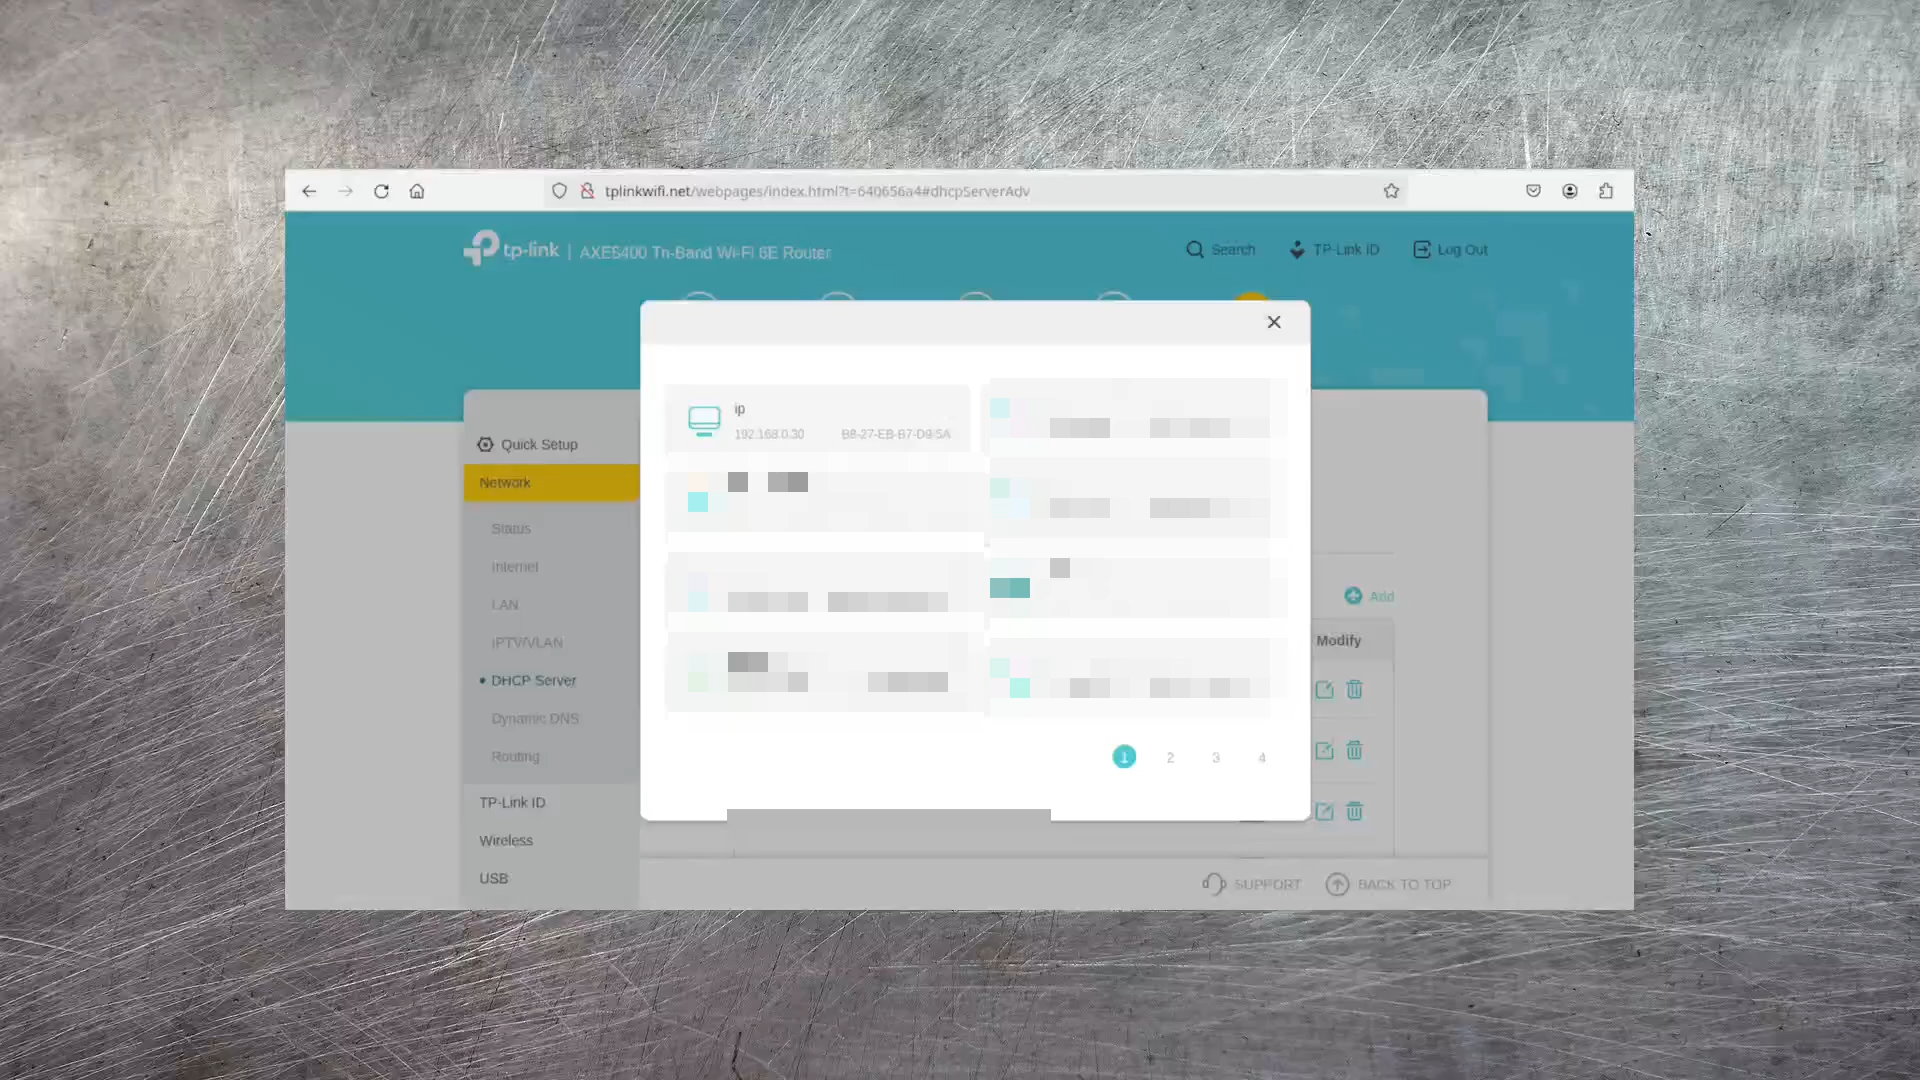 tplinkwifi.net/webpages/index.html?t=640656a4#dhcpServerAdv
tp-link | AXE5400 Tri-Band Wi-Fi 6E Router
Search
TP-Link ID
Log Out
ip
192.168.0.30 B8-27-EB-B7-D9-5A
Quick Setup
Network
Status
Internet
LAN
IPTV/VLAN
DHCP Server
Dynamic DNS
Routing
TP-Link ID
Wireless
USB
Add
Modify
1 2 3 4
SUPPORT
BACK TO TOP